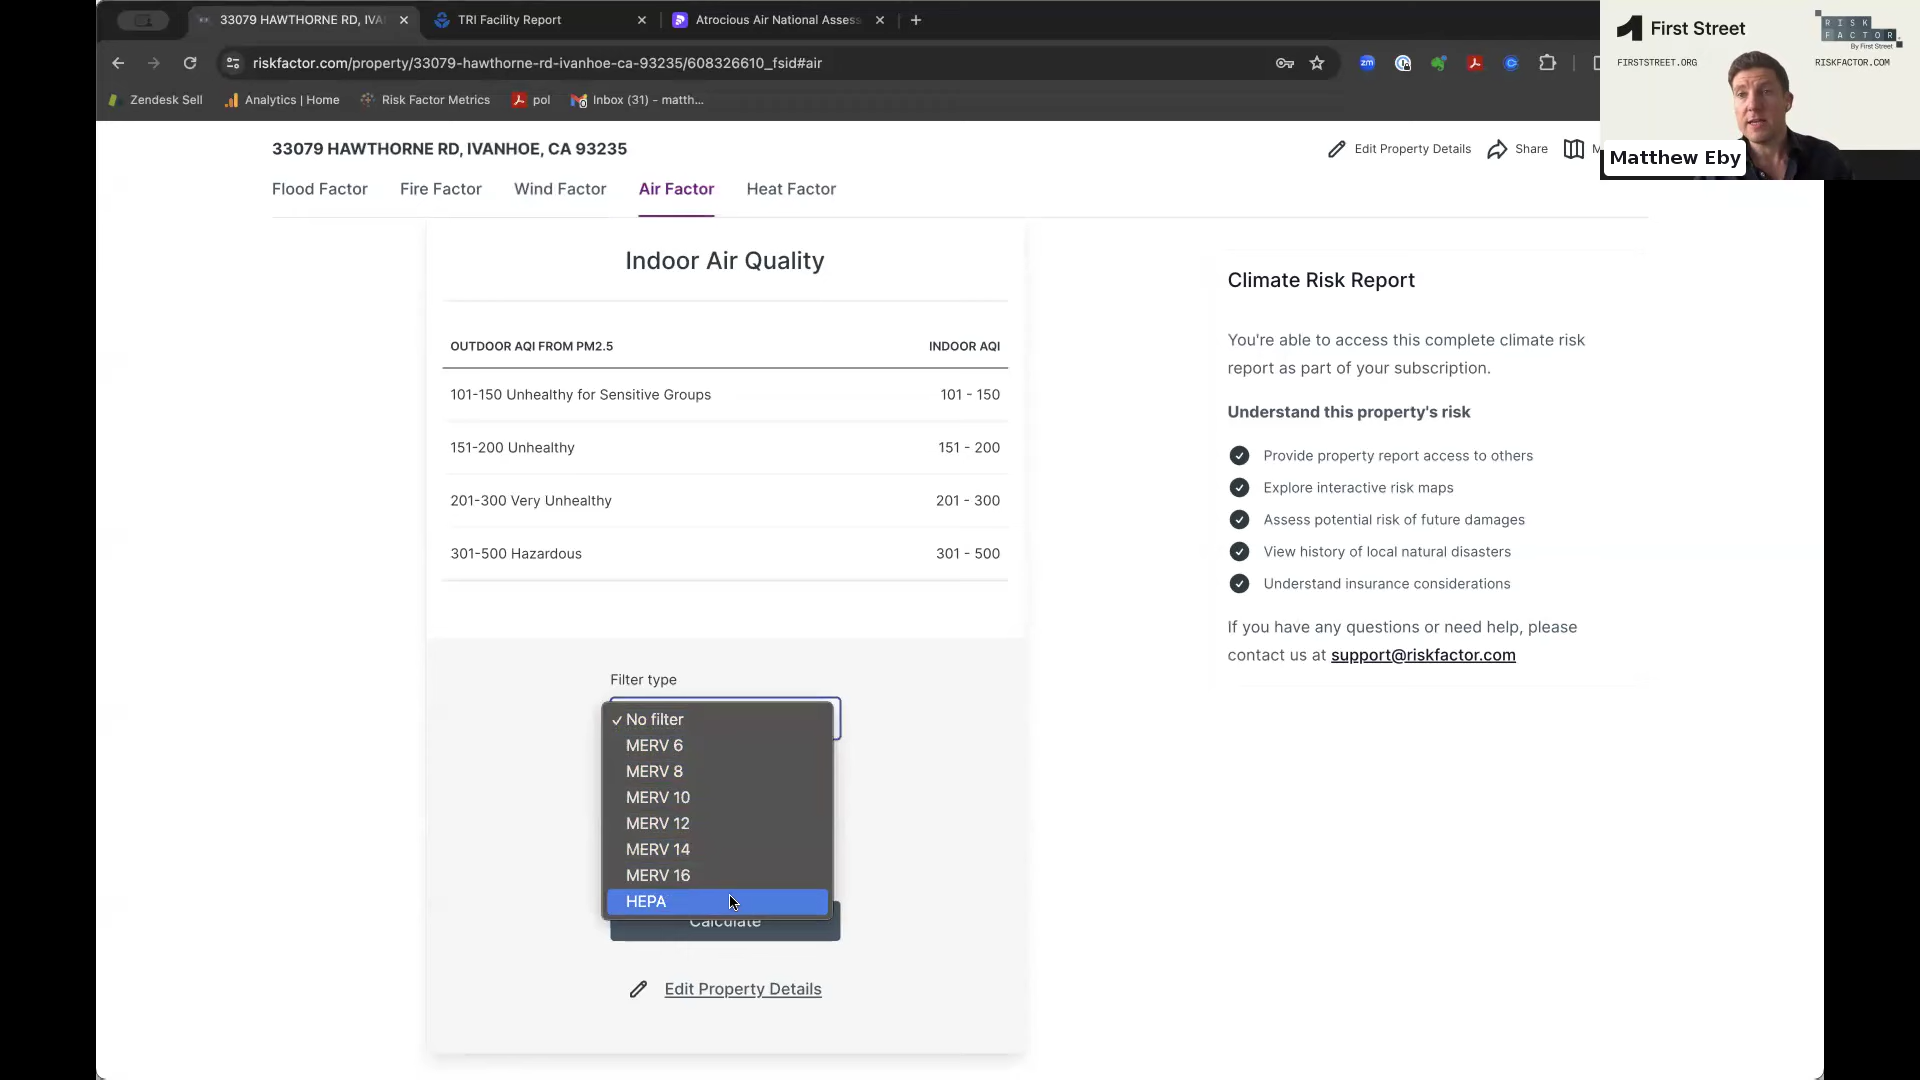 33079 HAWTHORNE RD, IVA
TRI Facility Report
Atrocious Air National Assess
riskfactor.com/property/33079-hawthorne-rd-ivanhoe-ca-93235/608326610_fsid#air
Zendesk Sell
Analytics | Home
Risk Factor Metrics
pol
Inbox (31) - matth...
First Street
FIRSTSTREET.ORG
RISK
FACTOR
By First Street
RISKFACTOR.COM
Matthew Eby
33079 HAWTHORNE RD, IVANHOE, CA 93235
Edit Property Details
Share
M
Flood Factor
Fire Factor
Wind Factor
Air Factor
Heat Factor
Indoor Air Quality
OUTDOOR AQI FROM PM2.5 INDOOR AQI
101-150 Unhealthy for Sensitive Groups 101 - 150
151-200 Unhealthy 151 - 200
201-300 Very Unhealthy 201 - 300
301-500 Hazardous 301 - 500
Filter type
✓ No filter
MERV 6
MERV 8
MERV 10
MERV 12
MERV 14
MERV 16
HEPA
Calculate
Edit Property Details
Climate Risk Report
You're able to access this complete climate risk
report as part of your subscription.
Understand this property's risk
Provide property report access to others
Explore interactive risk maps
Assess potential risk of future damages
View history of local natural disasters
Understand insurance considerations
If you have any questions or need help, please
contact us at support@riskfactor.com